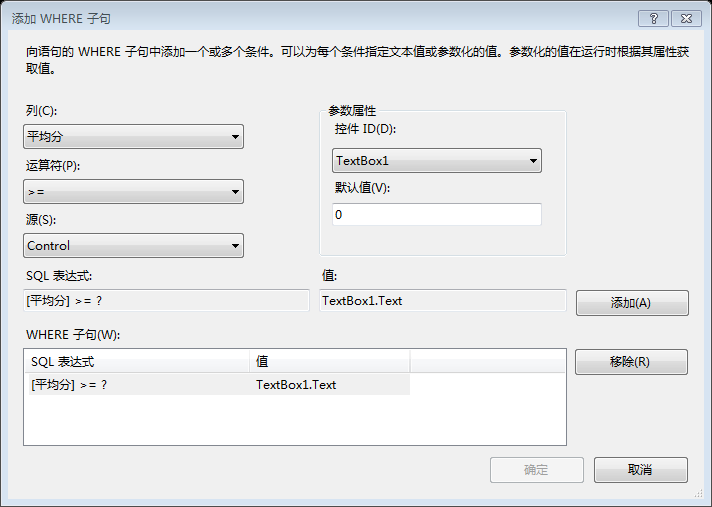 添加 WHERE 子句
向语句的 WHERE 子句中添加一个或多个条件。可以为每个条件指定文本值或参数化的值。参数化的值在运行时根据其属性获
取值。
列(C):
平均分
运算符(P):
>=
源(S):
Control
参数属性
控件 ID(D):
TextBox1
默认值(V):
0
SQL 表达式:
值:
[平均分] >= ?
TextBox1.Text
添加(A)
WHERE 子句(W):
SQL 表达式 值
[平均分] >= ? TextBox1.Text
移除(R)
确定
取消